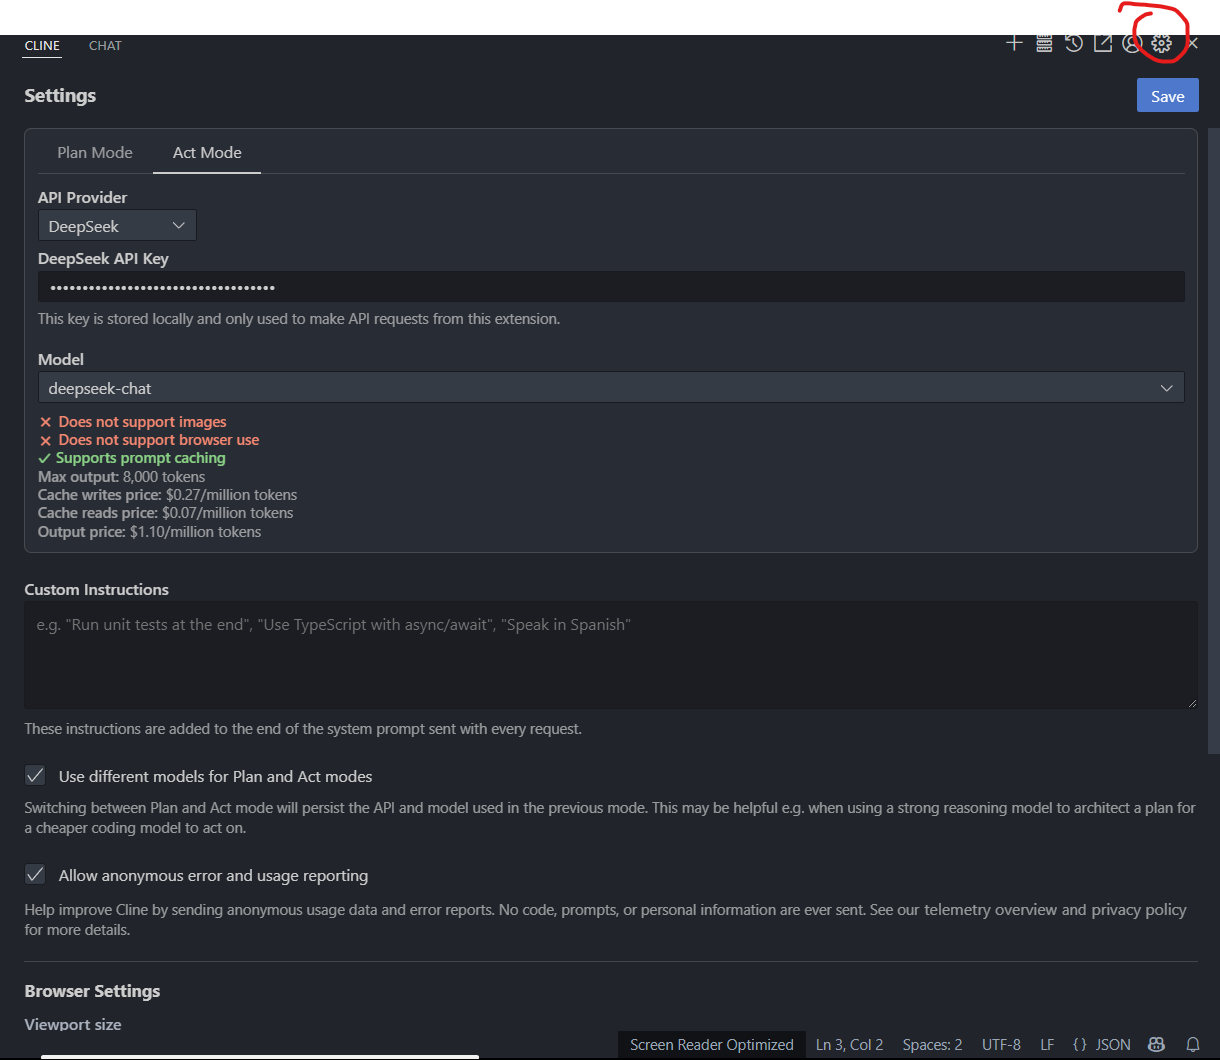 CLINE CHAT
Settings
Save
Plan Mode Act Mode
API Provider
DeepSeek
DeepSeek API Key
•••••••••••••••••••••••••••••••••••
This key is stored locally and only used to make API requests from this extension.
Model
deepseek-chat
Does not support images
Does not support browser use
Supports prompt caching
Max output: 8,000 tokens
Cache writes price: $0.27/million tokens
Cache reads price: $0.07/million tokens
Output price: $1.10/million tokens
Custom Instructions
e.g. "Run unit tests at the end", "Use TypeScript with async/await", "Speak in Spanish"
These instructions are added to the end of the system prompt sent with every request.
Use different models for Plan and Act modes
Switching between Plan and Act mode will persist the API and model used in the previous mode. This may be helpful e.g. when using a strong reasoning model to architect a plan for
a cheaper coding model to act on.
Allow anonymous error and usage reporting
Help improve Cline by sending anonymous usage data and error reports. No code, prompts, or personal information are ever sent. See our telemetry overview and privacy policy
for more details.
Browser Settings
Viewport size
Screen Reader Optimized Ln 3, Col 2 Spaces: 2 UTF-8 LF {} JSON